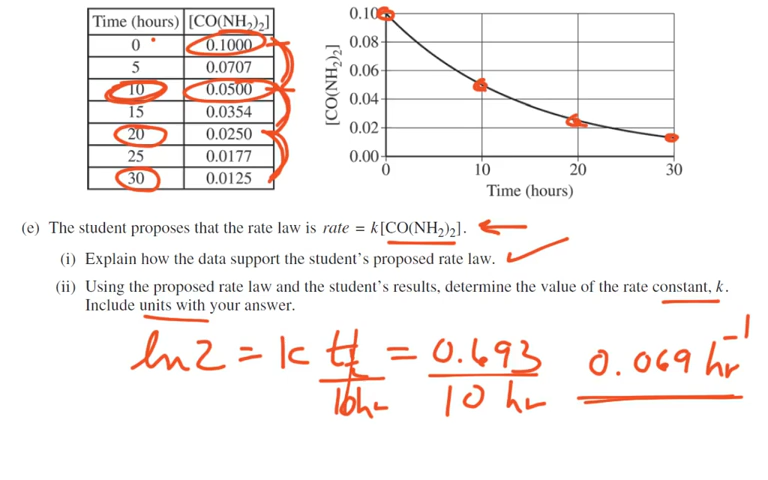 Time (hours) [CO(NH2)2]
0 0.1000
5 0.0707
10 0.0500
15 0.0354
20 0.0250
25 0.0177
30 0.0125
[CO(NH2)2]
0.10
0.08
0.06
0.04
0.02
0.00
0 10 20 30
Time (hours)
(e) The student proposes that the rate law is rate = k[CO(NH2)2].
(i) Explain how the data support the student's proposed rate law.
(ii) Using the proposed rate law and the student's results, determine the value of the rate constant, k.
Include units with your answer.
ln2 = k = 0.693 0.069 hr-1
10hr 10 hr